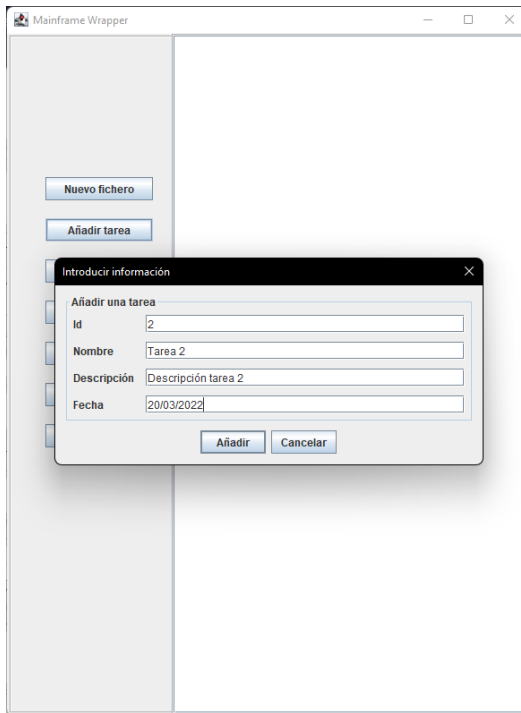 Mainframe Wrapper
Nuevo fichero
Añadir tarea
Introducir información
Añadir una tarea
Id 2
Nombre Tarea 2
Descripción Descripción tarea 2
Fecha 20/03/2022
Añadir Cancelar